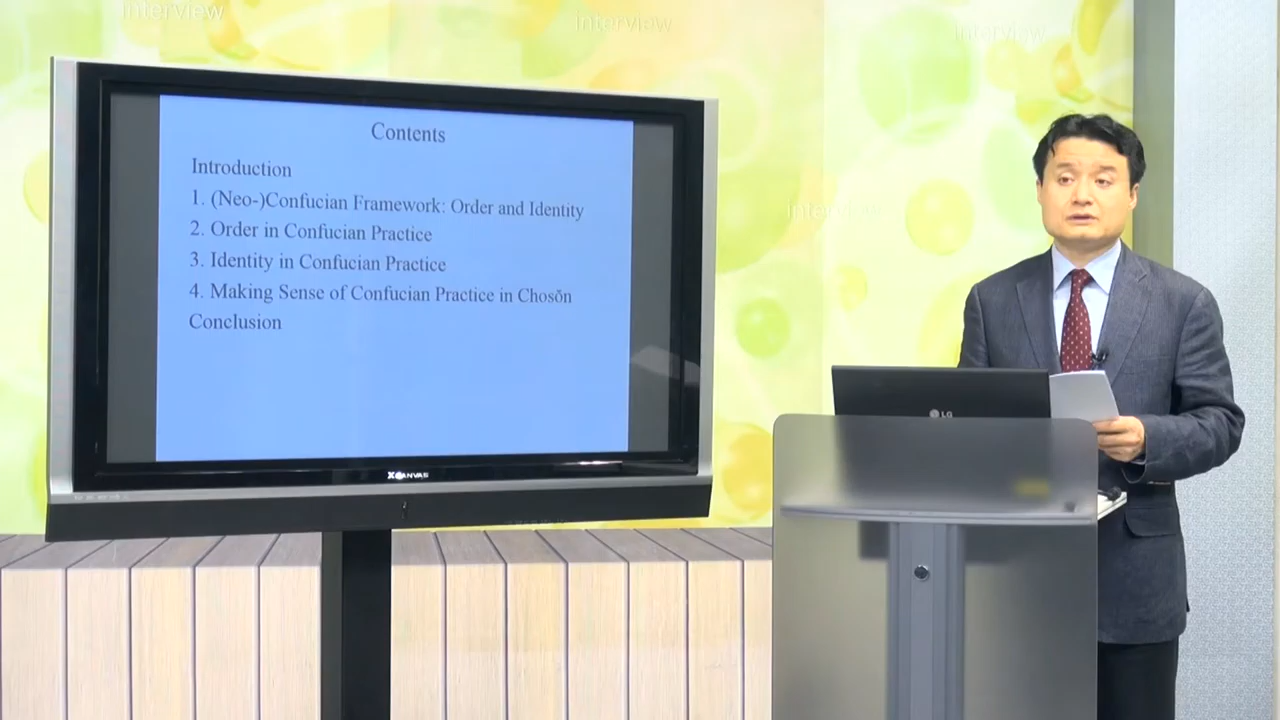 interview
interview
interview
interview
Contents
Introduction
1. (Neo-)Confucian Framework: Order and Identity
2. Order in Confucian Practice
3. Identity in Confucian Practice
4. Making Sense of Confucian Practice in Chosŏn
Conclusion
XCANVAS
LG